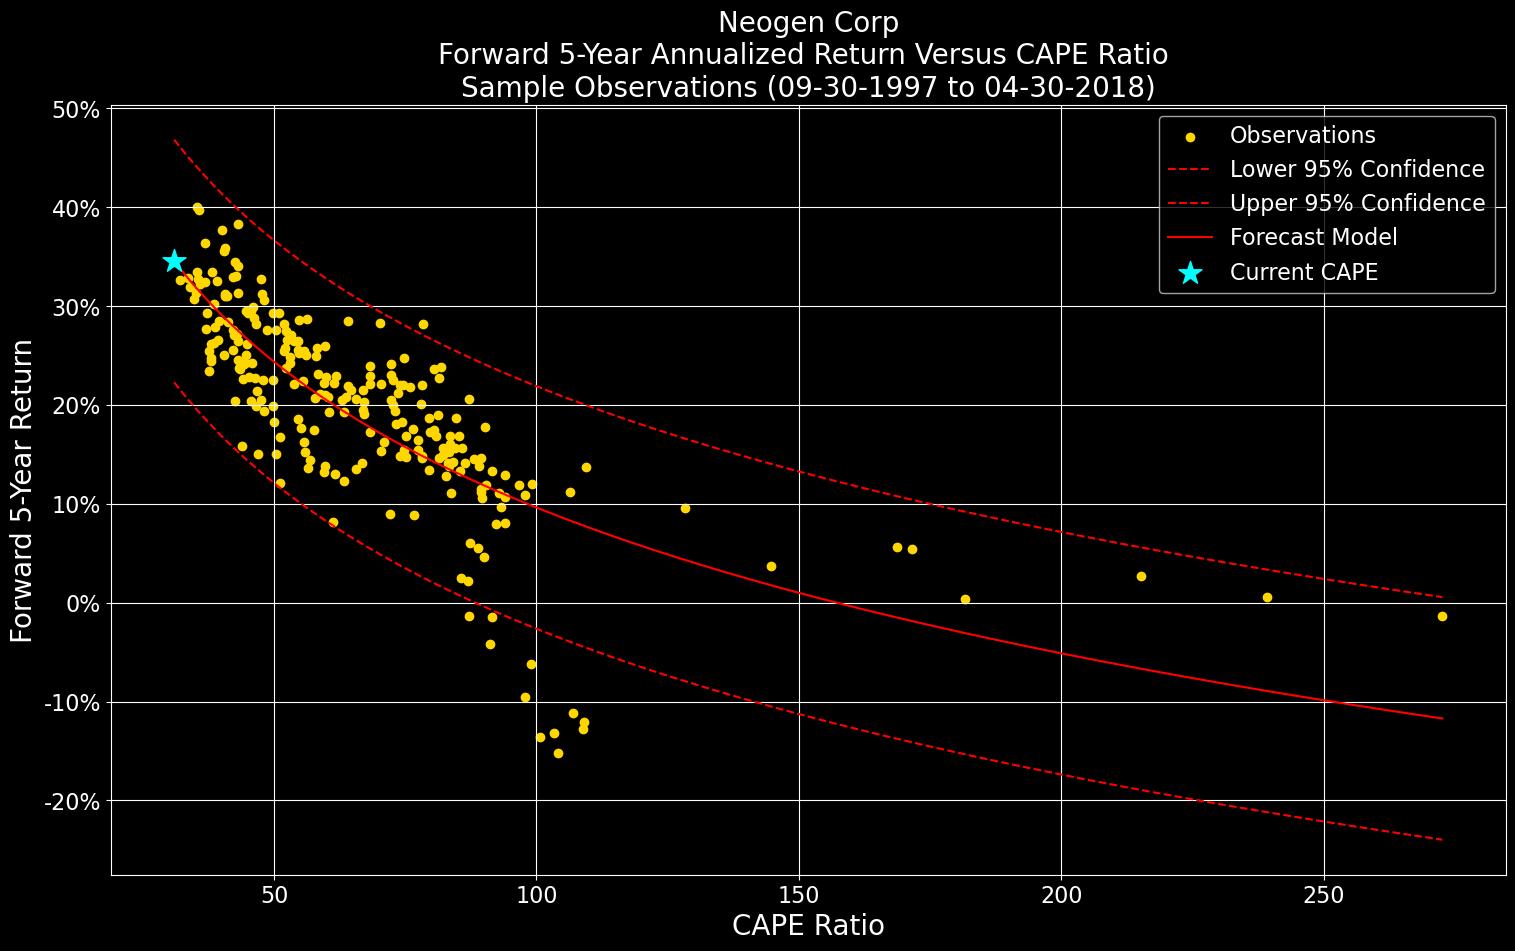 Neogen Corp
Forward 5-Year Annualized Return Versus CAPE Ratio
Sample Observations (09-30-1997 to 04-30-2018)
Observations
Lower 95% Confidence
Upper 95% Confidence
Forecast Model
Current CAPE
Forward 5-Year Return
50%
40%
30%
20%
10%
0%
-10%
-20%
50 100 150 200 250
CAPE Ratio